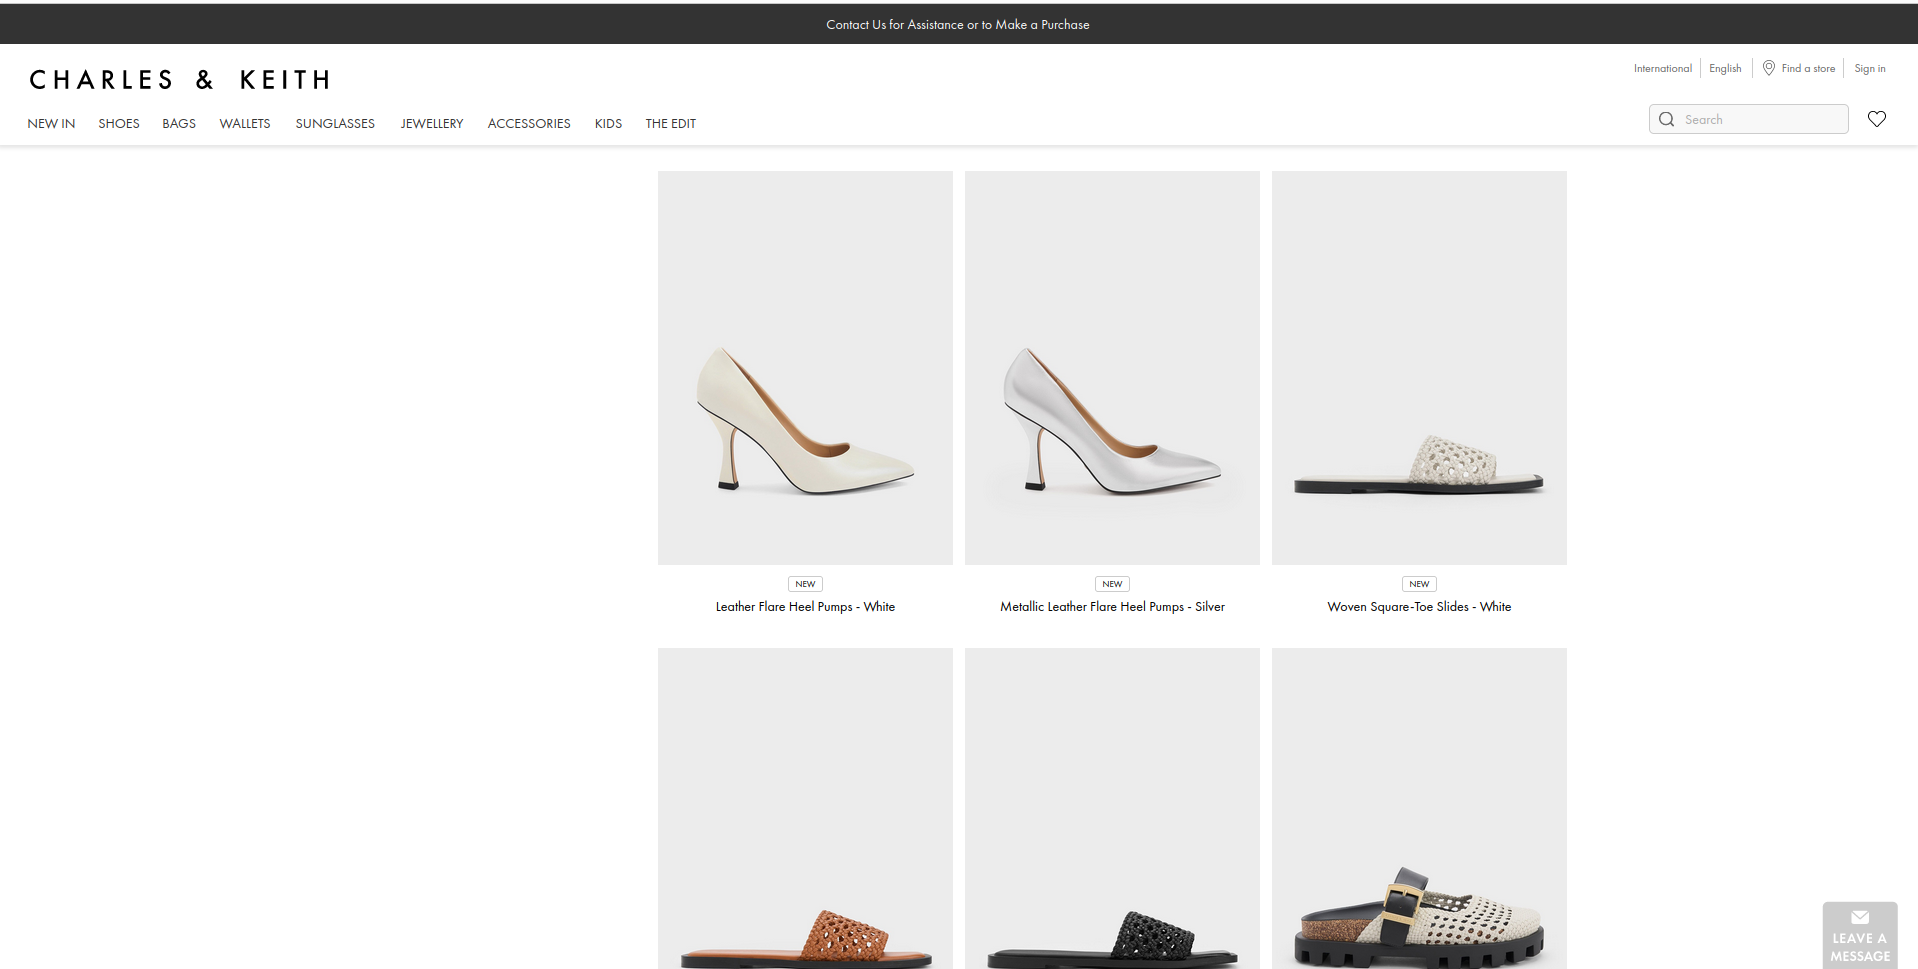 Contact Us for Assistance or to Make a Purchase
CHARLES & KEITH
International English Find a store Sign in
NEW IN SHOES BAGS WALLETS SUNGLASSES JEWELLERY ACCESSORIES KIDS THE EDIT
Search
NEW
Leather Flare Heel Pumps - White
NEW
Metallic Leather Flare Heel Pumps - Silver
NEW
Woven Square-Toe Slides - White
LEAVE A
MESSAGE